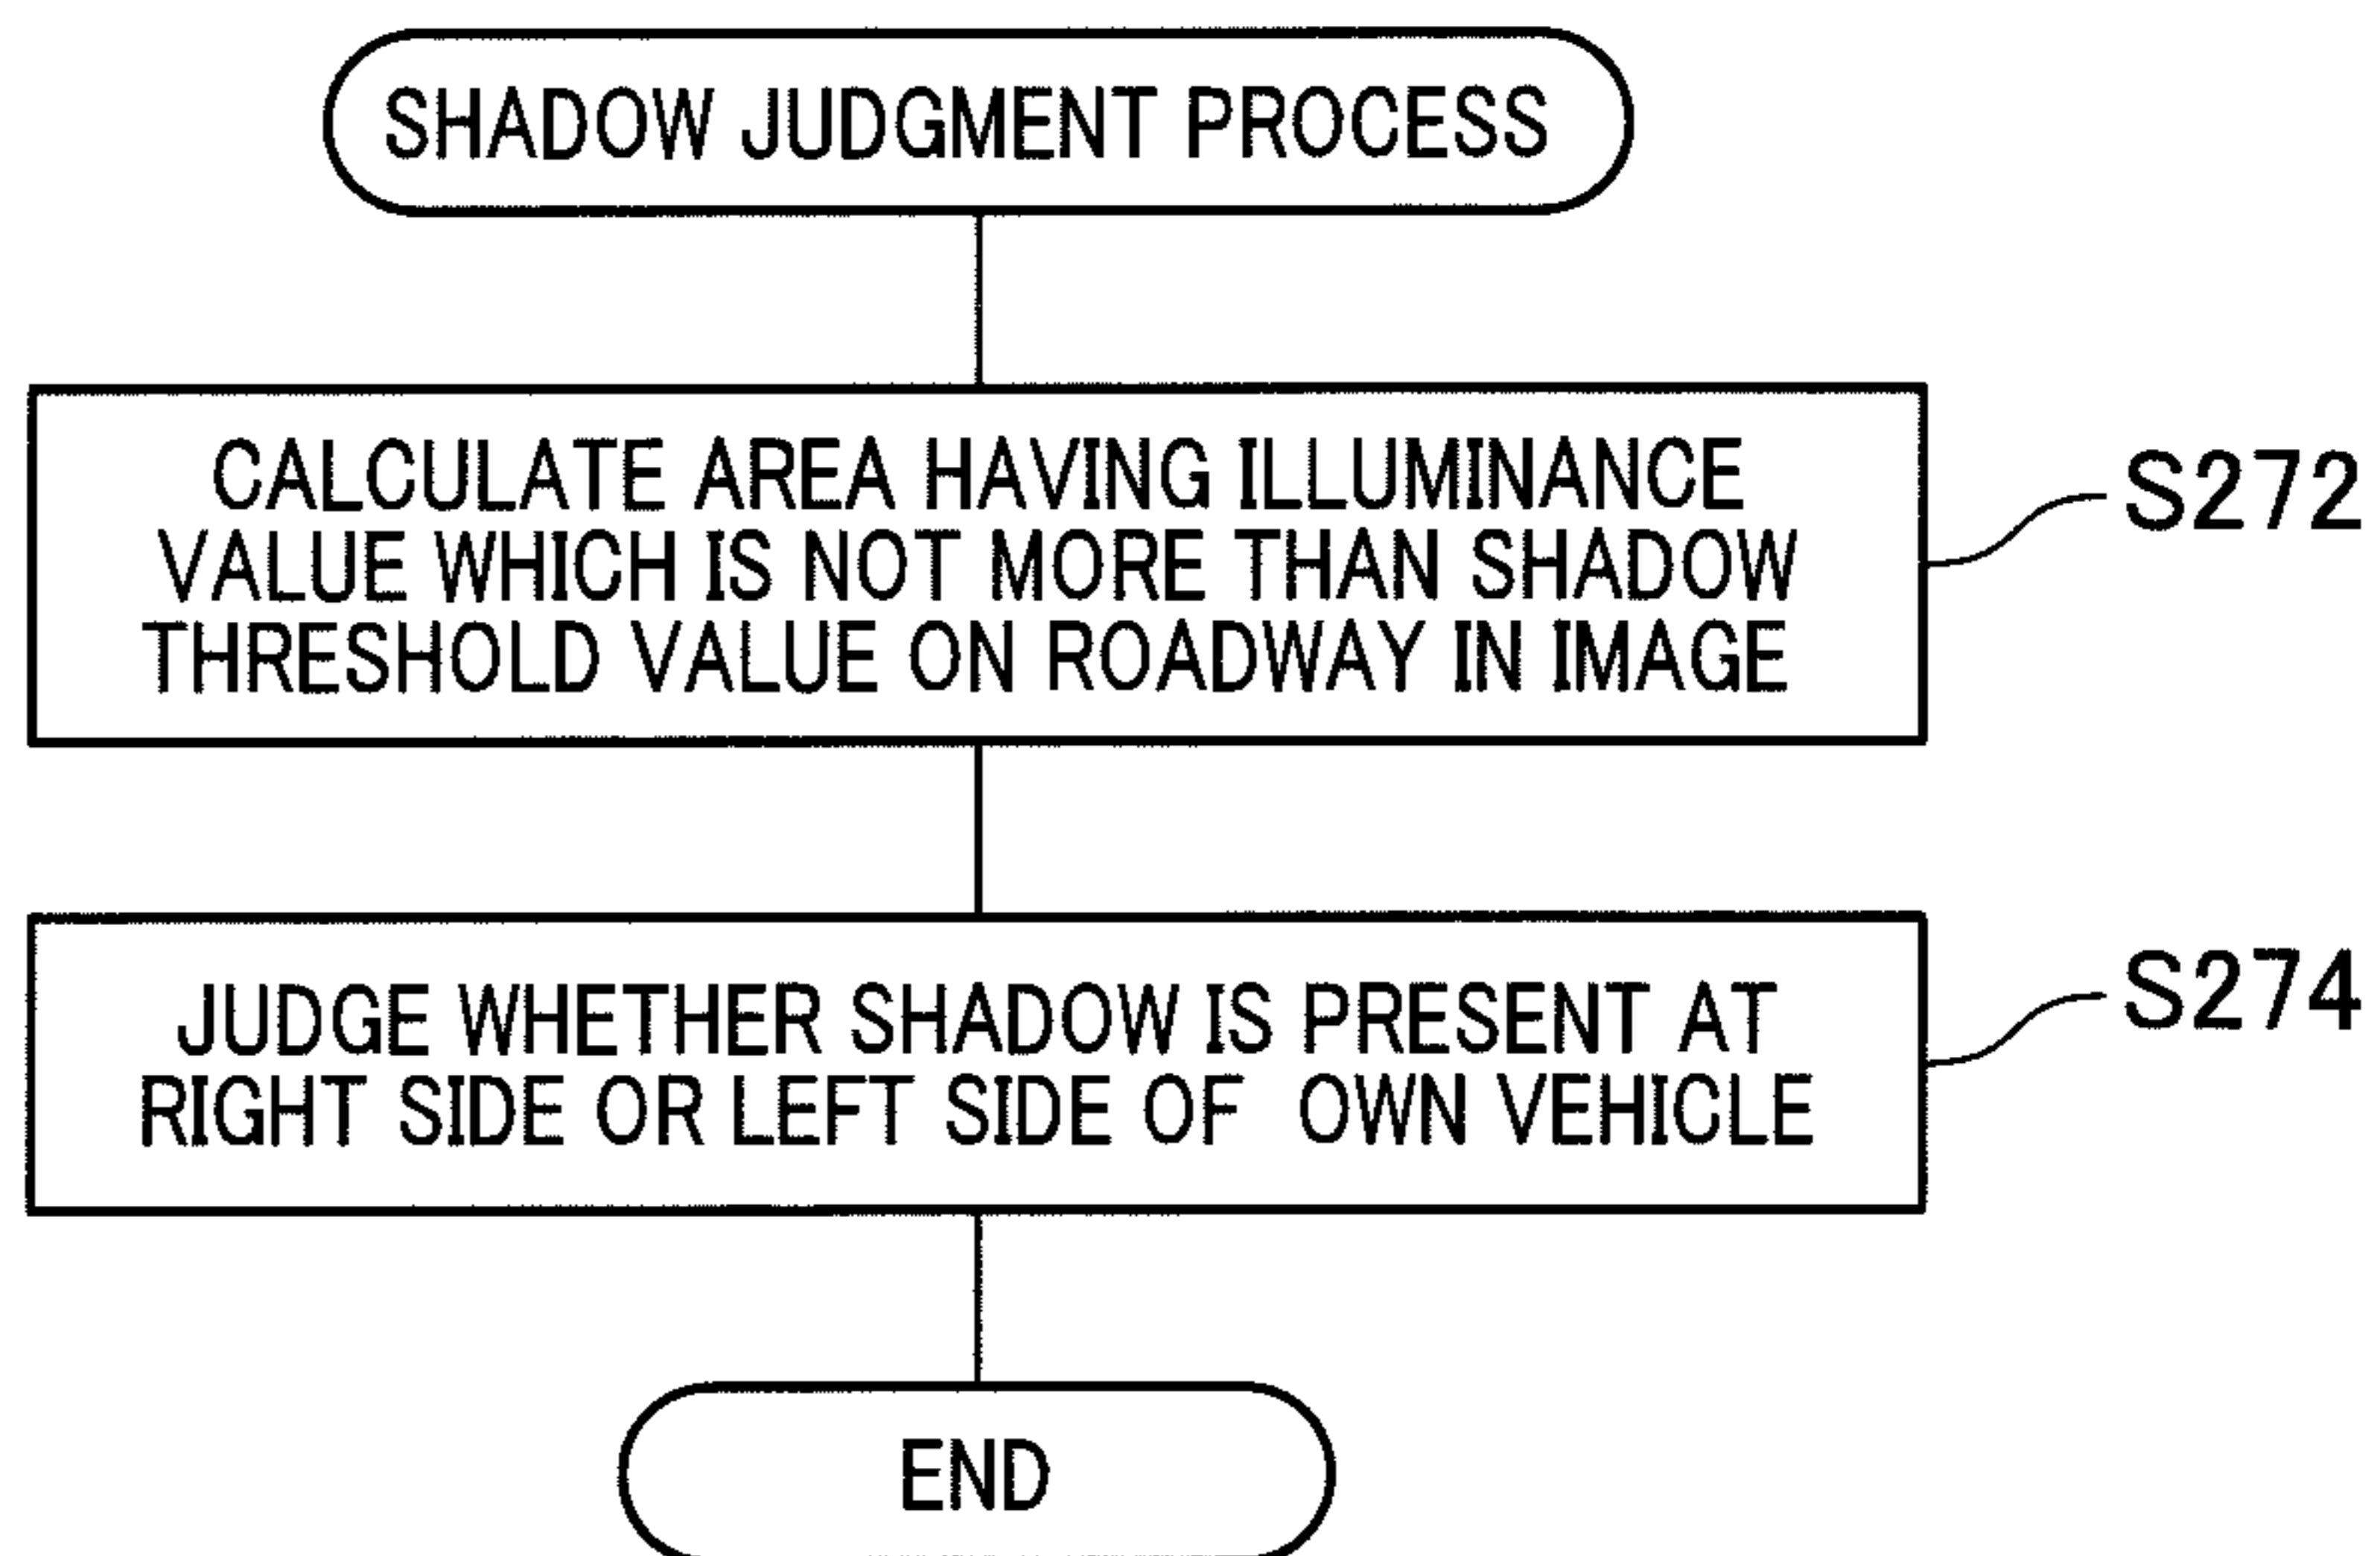 SHADOW JUDGMENT PROCESS
CALCULATE AREA HAVING ILLUMINANCE
VALUE WHICH IS NOT MORE THAN SHADOW
THRESHOLD VALUE ON ROADWAY IN IMAGE
S272
JUDGE WHETHER SHADOW IS PRESENT AT
RIGHT SIDE OR LEFT SIDE OF OWN VEHICLE
S274
END